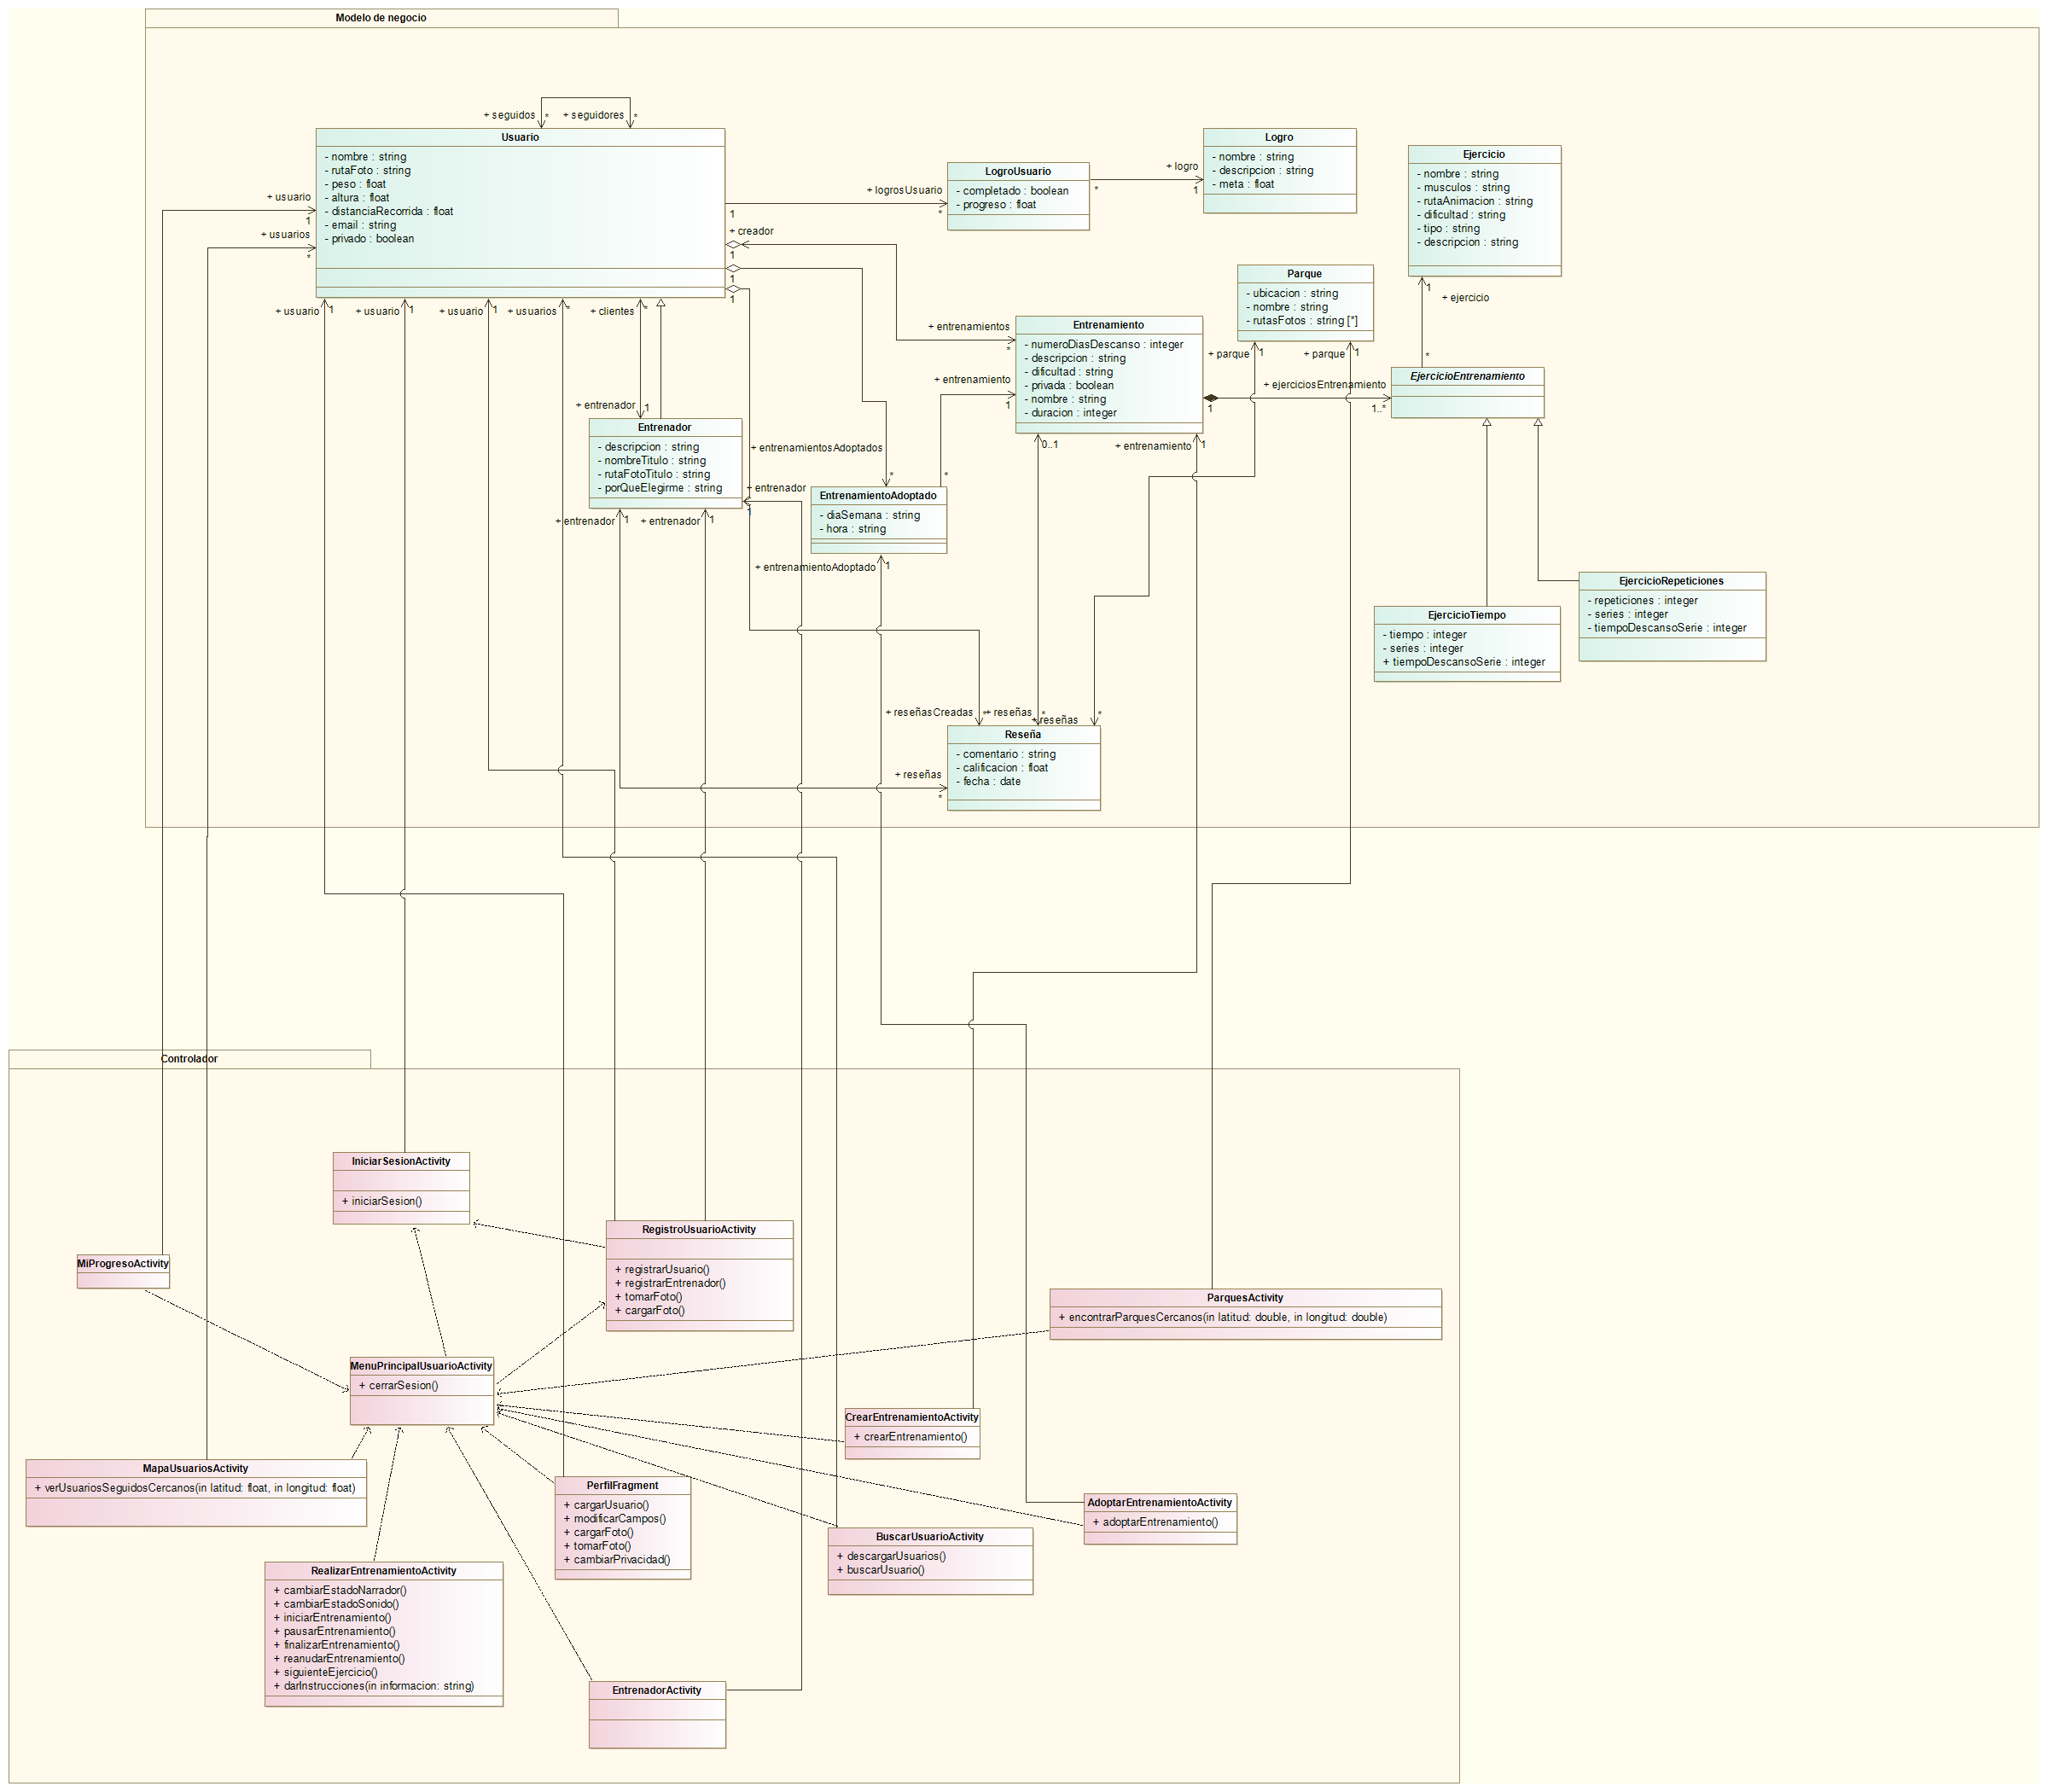 Modelo de negocio
+ seguidos
*
+ seguidores
*
Usuario
- nombre : string
- rutaFoto : string
- peso : float
- altura : float
- distanciaRecorrida : float
- email : string
- privado : boolean
+ usuario
1
+ usuarios
*
+ logrosUsuario
1
*
LogroUsuario
- completado : boolean
- progreso : float
+ logro
*
1
Logro
- nombre : string
- descripcion : string
- meta : float
Ejercicio
- nombre : string
- musculos : string
- rutaAnimacion : string
- dificultad : string
- tipo : string
- descripcion : string
+ creador
1
1
1
Parque
- ubicacion : string
- nombre : string
- rutasFotos : string [*]
1
+ ejercicio
*
+ usuario
1
+ usuario
1
+ usuario
1
+ usuarios
*
+ clientes
*
+ entrenamientos
*
Entrenamiento
- numeroDiasDescanso : integer
- descripcion : string
- dificultad : string
- privada : boolean
- nombre : string
- duracion : integer
+ parque
1
+ parque
1
EjercicioEntrenamiento
+ entrenamiento
1
+ ejerciciosEntrenamiento
1
1..*
+ entrenador
1
Entrenador
- descripcion : string
- nombreTitulo : string
- rutaFotoTitulo : string
- porQueElegirme : string
+ entrenamientosAdoptados
*
*
0..1
+ entrenamiento
1
+ entrenador
1
EntrenamientoAdoptado
- diaSemana : string
- hora : string
+ entrenador
1
+ entrenador
1
+ entrenamientoAdoptado
1
EjercicioTiempo
- tiempo : integer
- series : integer
+ tiempoDescansoSerie : integer
EjercicioRepeticiones
- repeticiones : integer
- series : integer
- tiempoDescansoSerie : integer
+ reseñasCreadas
*
+ reseñas
*
+ reseñas
*
Reseña
- comentario : string
- calificacion : float
- fecha : date
+ reseñas
*
Controlador
IniciarSesionActivity
+ iniciarSesion()
RegistroUsuarioActivity
+ registrarUsuario()
+ registrarEntrenador()
+ tomarFoto()
+ cargarFoto()
MiProgresoActivity
ParquesActivity
+ encontrarParquesCercanos(in latitud: double, in longitud: double)
MenuPrincipalUsuarioActivity
+ cerrarSesion()
CrearEntrenamientoActivity
+ crearEntrenamiento()
MapaUsuariosActivity
+ verUsuariosSeguidosCercanos(in latitud: float, in longitud: float)
PerfilFragment
+ cargarUsuario()
+ modificarCampos()
+ cargarFoto()
+ tomarFoto()
+ cambiarPrivacidad()
AdoptarEntrenamientoActivity
+ adoptarEntrenamiento()
BuscarUsuarioActivity
+ descargarUsuarios()
+ buscarUsuario()
RealizarEntrenamientoActivity
+ cambiarEstadoNarrador()
+ cambiarEstadoSonido()
+ iniciarEntrenamiento()
+ pausarEntrenamiento()
+ finalizarEntrenamiento()
+ reanudarEntrenamiento()
+ siguienteEjercicio()
+ darInstrucciones(in informacion: string)
EntrenadorActivity